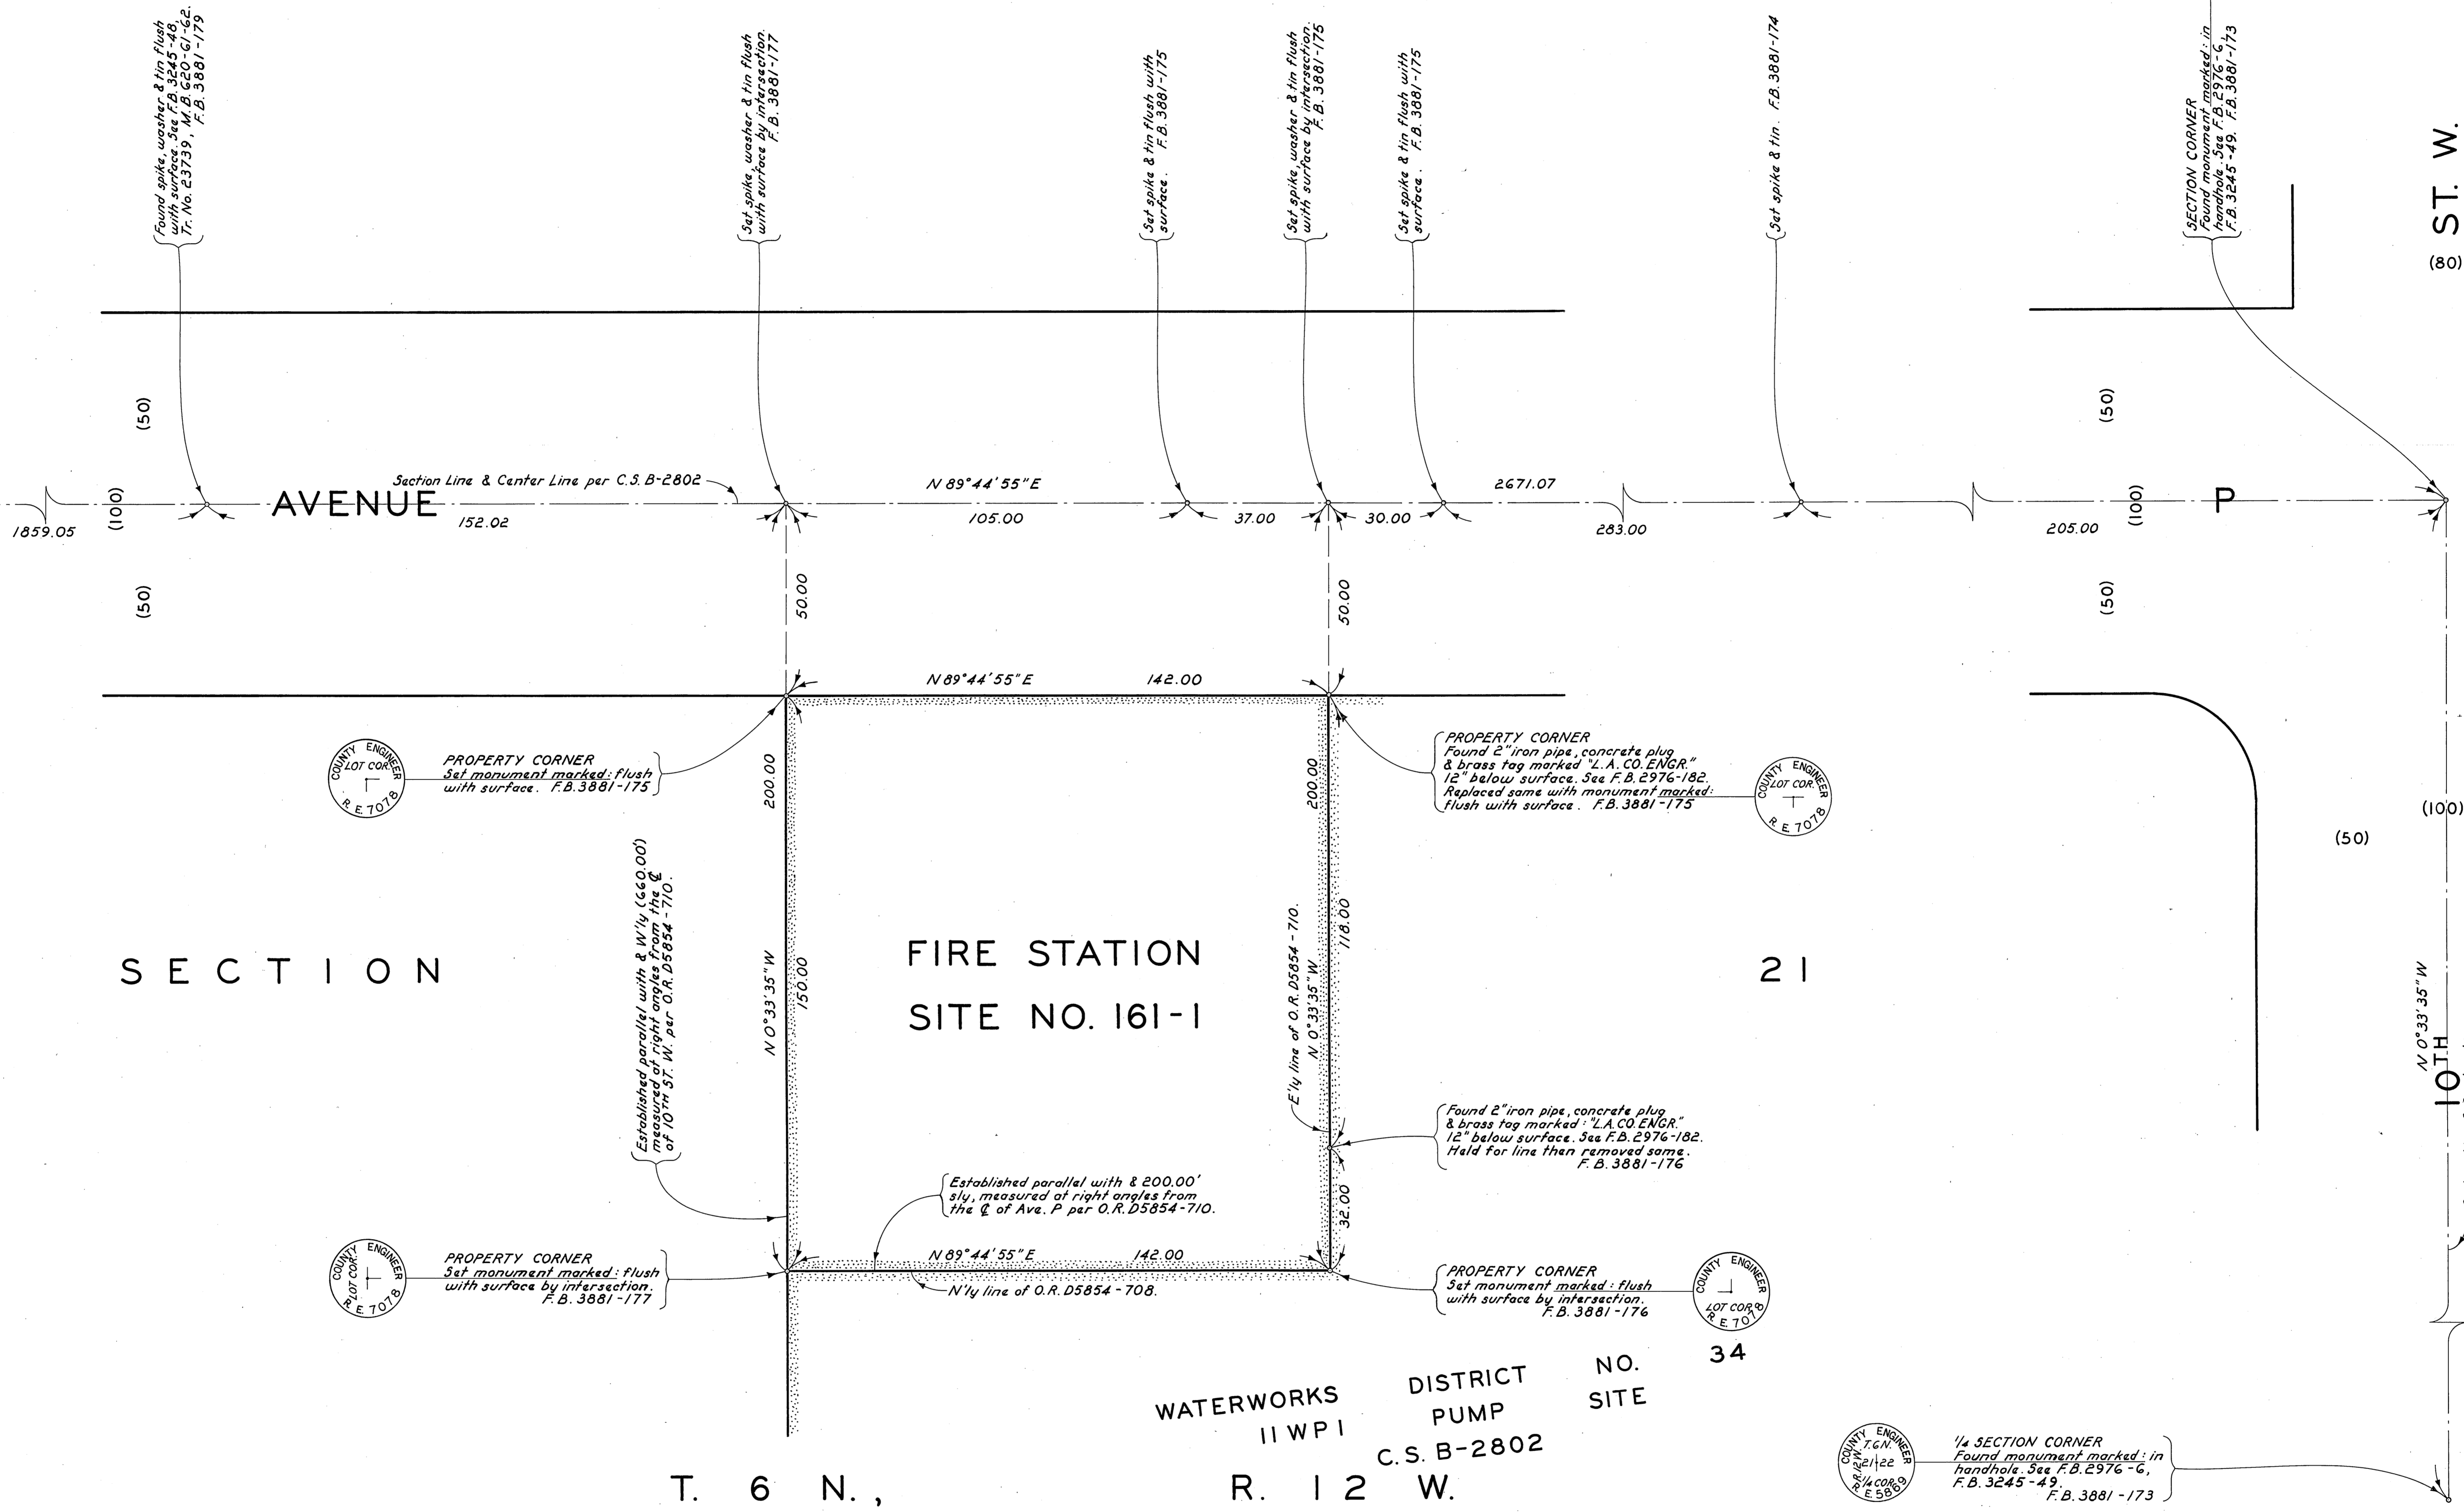 Found spike, washer & tin flush
with surface. See F.B. 3245-48,
Tr. No. 23739, M.B. 620-61-62.
F.B. 3881-179
Set spike, washer & tin flush
with surface by intersection.
F.B. 3881-177
Set spike & tin flush with
surface. F.B. 3881-175
Set spike, washer & tin flush
with surface by intersection.
F.B. 3881-175
Set spike & tin flush with
surface. F.B. 3881-175
Set spike & tin. F.B. 3881-174
SECTION CORNER
Found monument marked: in
handhole. See F.B. 2976-6,
F.B. 3245-49. F.B. 3881-173
ST. W.
(80)
(50)
(50)
Section Line & Center Line per C.S. B-2802
N 89°44'55"E
2671.07
1859.05
(100)
AVENUE
152.02
105.00
37.00
30.00
283.00
205.00
(100)
P
(50)
50.00
50.00
(50)
N 89°44'55"E
142.00
COUNTY ENGINEER
LOT COR.
R.E. 7078
PROPERTY CORNER
Set monument marked: flush
with surface. F.B. 3881-175
200.00
200.00
PROPERTY CORNER
Found 2" iron pipe, concrete plug
& brass tag marked "L.A. CO. ENGR."
12" below surface. See F.B. 2976-182.
Replaced same with monument marked:
flush with surface. F.B. 3881-175
COUNTY ENGINEER
LOT COR.
R.E. 7078
(100)
(50)
Established parallel with & W'ly (660.00')
measured at right angles from the ℄
of 10TH ST. W. per O.R. D5854-710.
N 0°33'35"W
150.00
SECTION
FIRE STATION
SITE NO. 161-1
E'ly line of O.R. D5854-710.
N 0°33'35"W
118.00
21
N 0°33'35"W
10TH
Found 2" iron pipe, concrete plug
& brass tag marked: "L.A. CO. ENGR."
12" below surface. See F.B. 2976-182.
Held for line then removed same.
F.B. 3881-176
32.00
Established parallel with & 200.00'
sly, measured at right angles from
the ℄ of Ave. P per O.R. D5854-710.
N 89°44'55"E
142.00
N'ly line of O.R. D5854-708.
COUNTY ENGINEER
LOT COR.
R.E. 7078
PROPERTY CORNER
Set monument marked: flush
with surface by intersection.
F.B. 3881-177
PROPERTY CORNER
Set monument marked: flush
with surface by intersection.
F.B. 3881-176
COUNTY ENGINEER
LOT COR.
R.E. 7078
WATERWORKS DISTRICT NO. 34
11WP1 PUMP SITE
C.S. B-2802
T. 6 N., R. 12 W.
COUNTY ENGINEER
T.6N.
R.12W.
21 22
1/4 COR.
R.E. 5869
1/4 SECTION CORNER
Found monument marked: in
handhole. See F.B. 2976-6,
F.B. 3245-49.
F.B. 3881-173